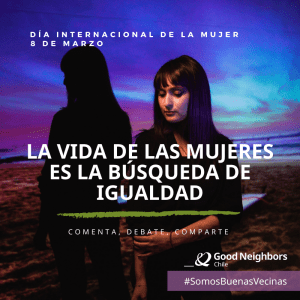 DÍA INTERNACIONAL DE LA MUJER
8 DE MARZO
LA VIDA DE LAS MUJERES
ES LA BÚSQUEDA DE
IGUALDAD
COMENTA, DEBATE, COMPARTE
Good Neighbors
Chile
#SomosBuenasVecinas